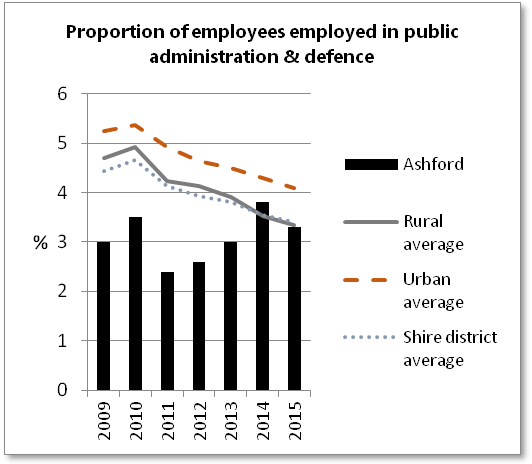 Proportion of employees employed in public
administration & defence
6
5
4
3
2
1
0
%
2009
2010
2011
2012
2013
2014
2015
Ashford
Rural
average
Urban
average
Shire district
average